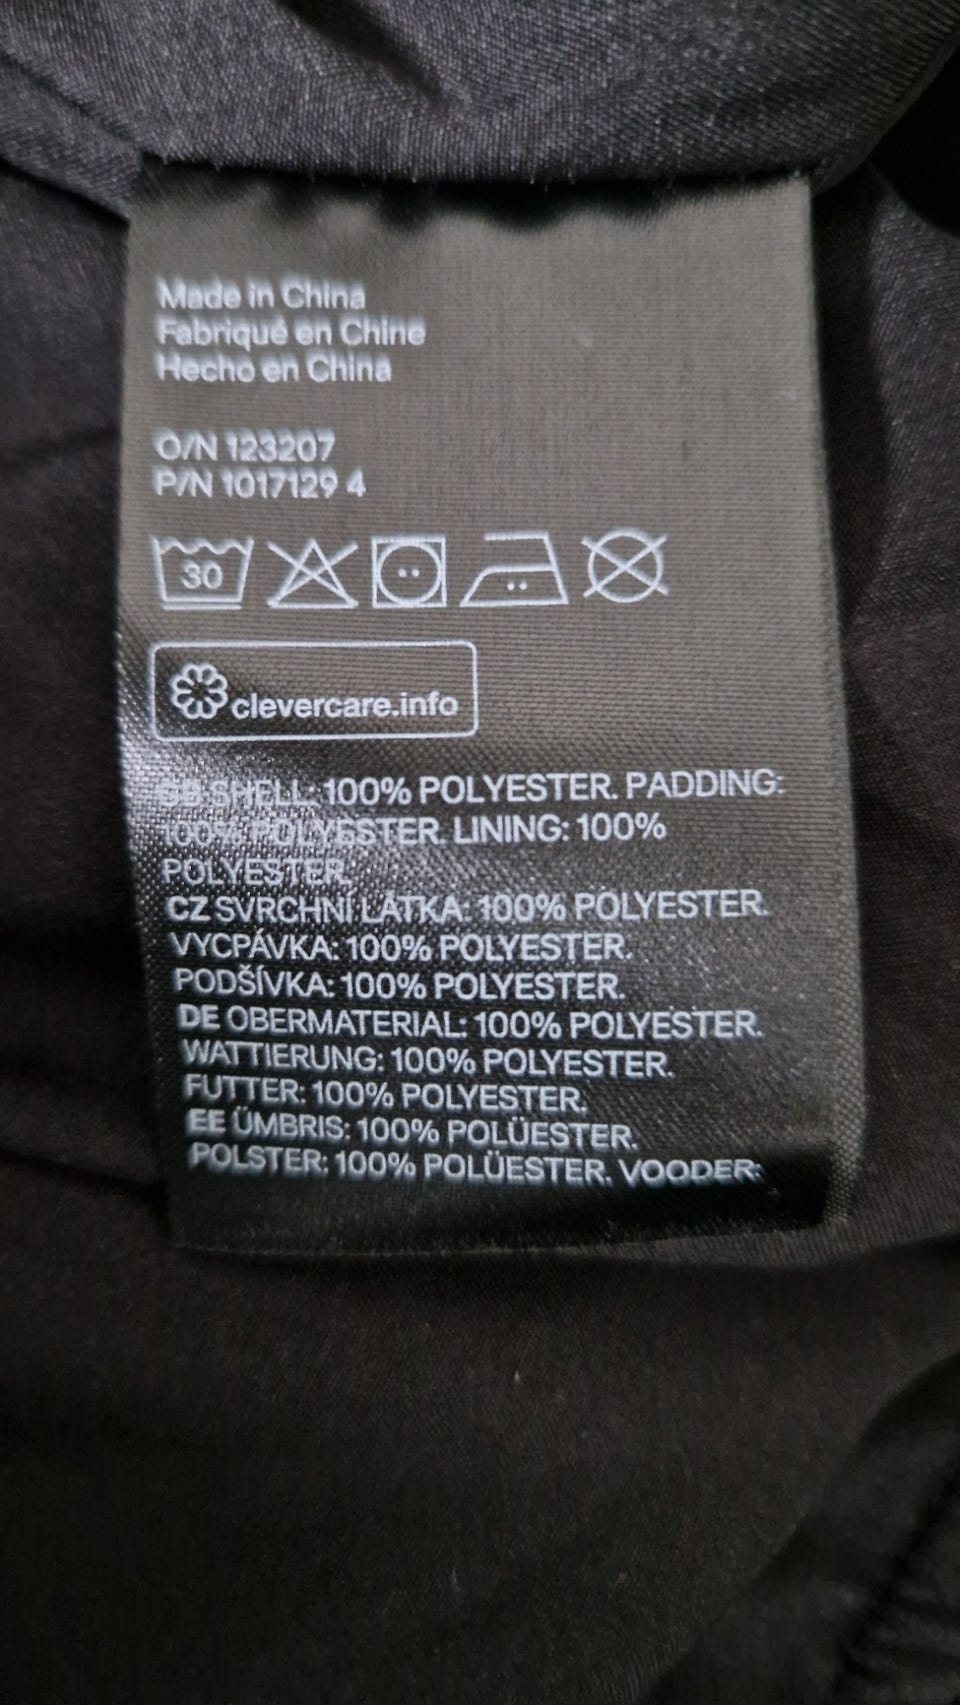 Made in China
Fabriqué en Chine
Hecho en China
O/N 123207
P/N 1017129 4
30
clevercare.info
GB SHELL: 100% POLYESTER. PADDING:
100% POLYESTER. LINING: 100%
POLYESTER.
CZ SVRCHNÍ LÁTKA: 100% POLYESTER.
VYCPÁVKA: 100% POLYESTER.
PODŠÍVKA: 100% POLYESTER.
DE OBERMATERIAL: 100% POLYESTER.
WATTIERUNG: 100% POLYESTER.
FUTTER: 100% POLYESTER.
EE ÜMBRIS: 100% POLÜESTER.
POLSTER: 100% POLÜESTER. VOODER: